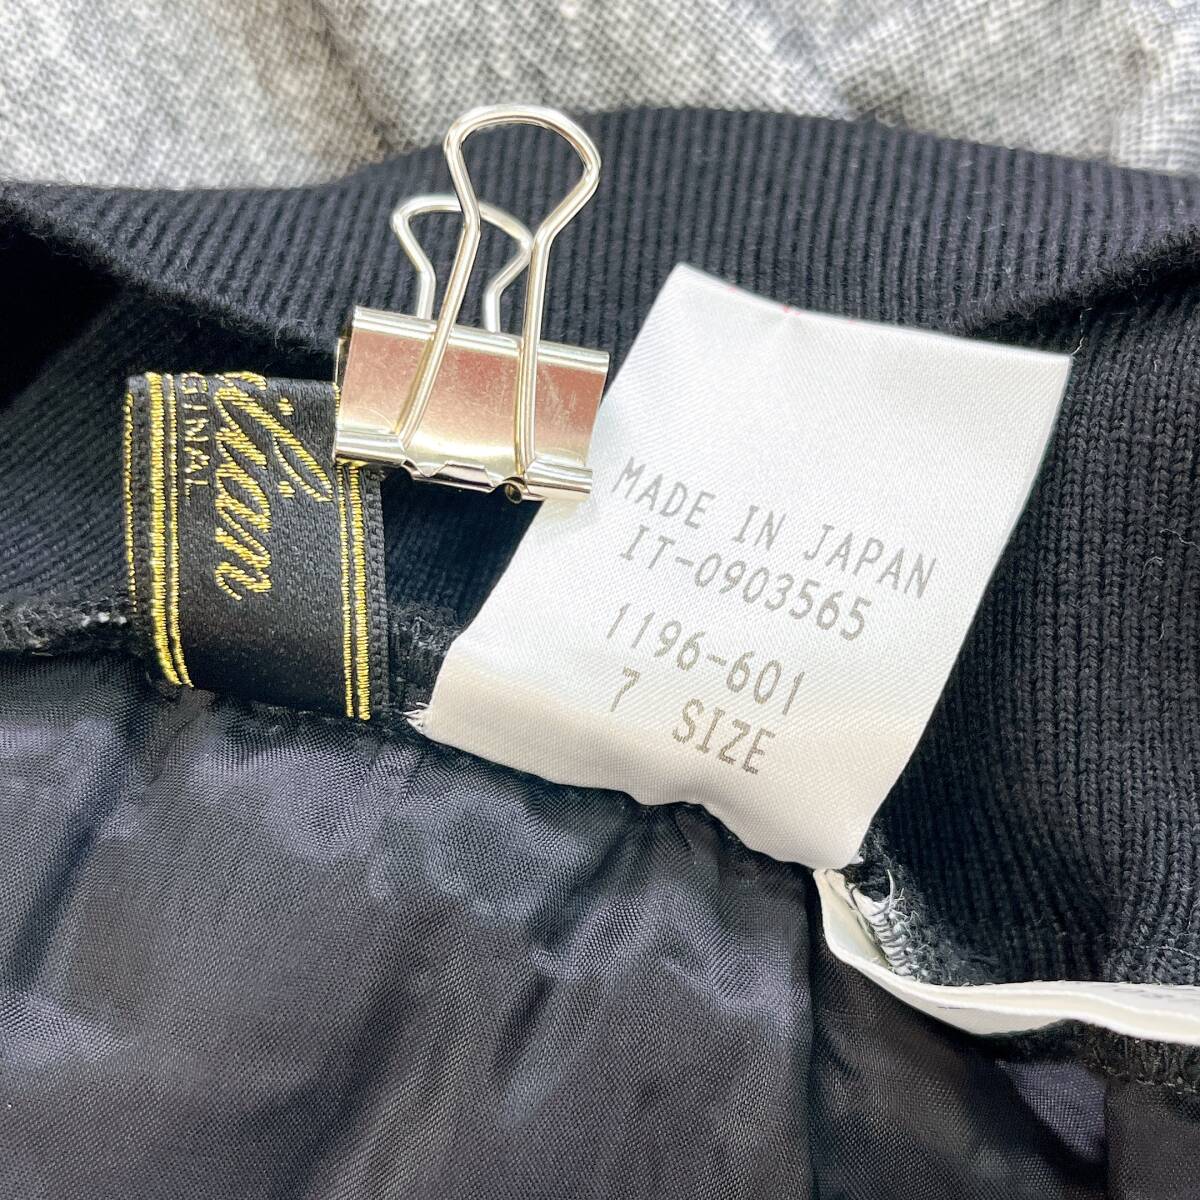 MADE IN JAPAN
IT-0903565
1196-601
7 SIZE